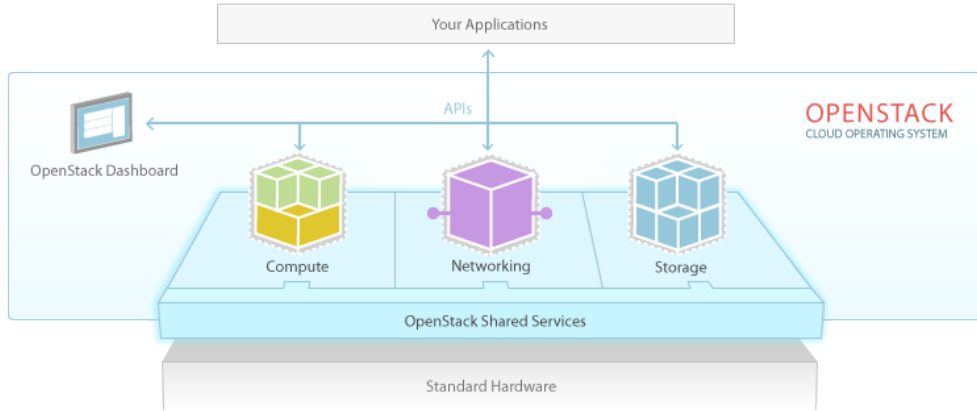 Your Applications
APIs
OPENSTACK
CLOUD OPERATING SYSTEM
OpenStack Dashboard
Compute
Networking
Storage
OpenStack Shared Services
Standard Hardware